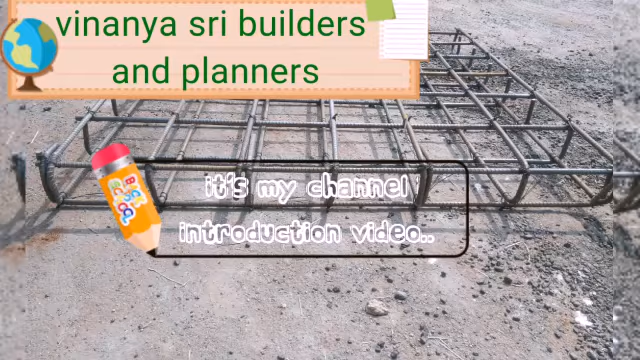 vinanya sri builders
and planners
it's my channel
introduction video..